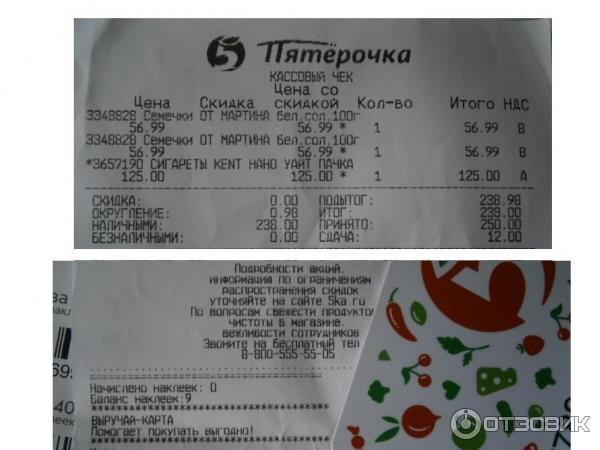 5 Пятёрочка
КАССОВЫЙ ЧЕК
Цена со
Цена Скидка скидкой Кол-во Итого НДС
3348828 Семечки ОТ МАРТИНА бел.сол.100г
56.99 56.99 * 1 56.99 В
3348828 Семечки ОТ МАРТИНА бел.сол.100г
56.99 56.99 * 1 56.99 В
*3657190 СИГАРЕТЫ KENT НАНО УАЙТ ПАЧКА
125.00 125.00 * 1 125.00 А
СКИДКА: 0.00 ПОДЫТОГ: 238.98
ОКРУГЛЕНИЕ: 0.98 ИТОГ: 238.00
НАЛИЧНЫМИ: 238.00 ПРИНЯТО: 250.00
БЕЗНАЛИЧНЫМИ: 0.00 СДАЧА: 12.00
Подробности акций,
информация по ограничениям
распространения скидок
уточняйте на сайте 5ka.ru
По вопросам свежести продуктов
чистоты в магазине,
вежливости сотрудников
Звоните на бесплатный тел
8-800-555-55-05
Начислено наклеек: 0
Баланс наклеек:9
ВЫРУЧАЙ-КАРТА
Помогает покупать выгодно!
ОТЗОВИК